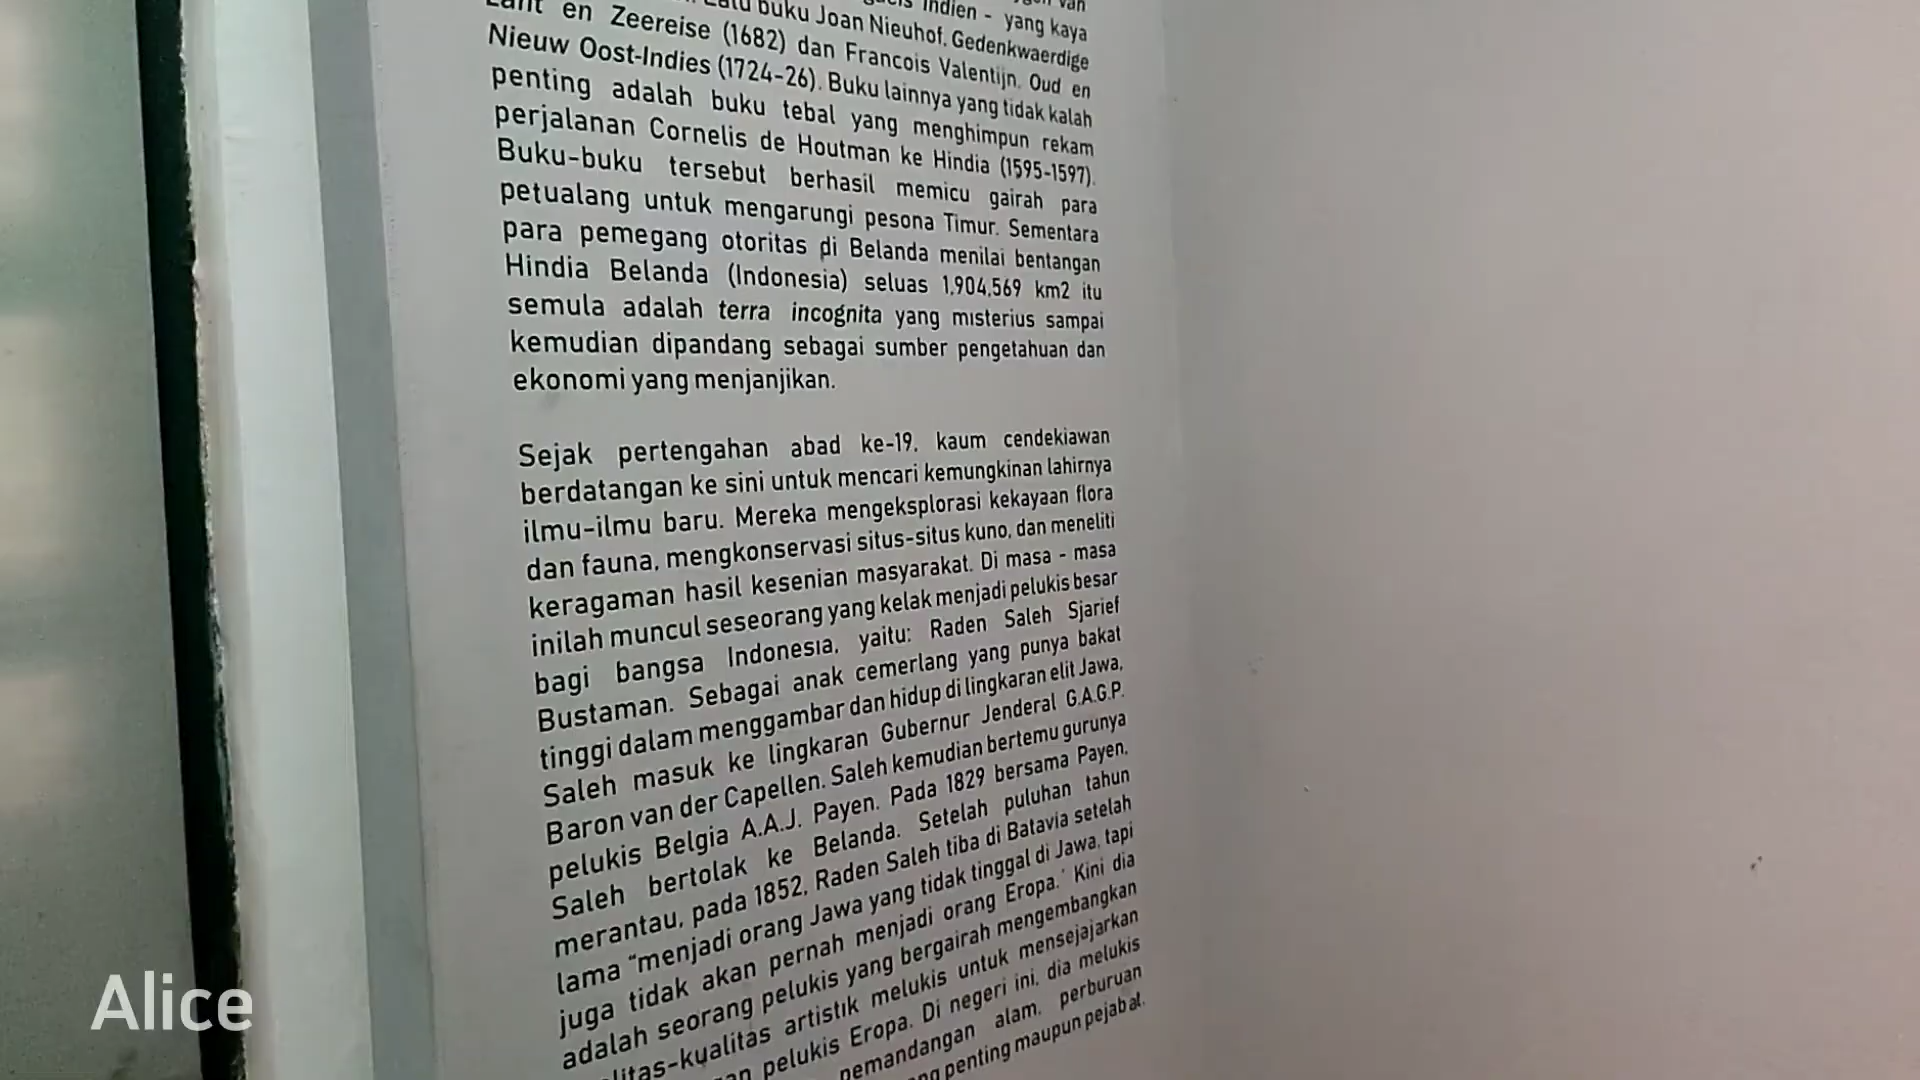 Indien - yang kaya
buku Joan Nieuhof, Gedenkwaerdige
en Zeereise (1682) dan Francois Valentijn, Oud en
Nieuw Oost-Indies (1724-26). Buku lainnya yang tidak kalah
penting adalah buku tebal yang menghimpun rekam
perjalanan Cornelis de Houtman ke Hindia (1595-1597).
Buku-buku tersebut berhasil memicu gairah para
petualang untuk mengarungi pesona Timur. Sementara
para pemegang otoritas di Belanda menilai bentangan
Hindia Belanda (Indonesia) seluas 1,904,569 km2 itu
semula adalah terra incognita yang misterius sampai
kemudian dipandang sebagai sumber pengetahuan dan
ekonomi yang menjanjikan.
Sejak pertengahan abad ke-19, kaum cendekiawan
berdatangan ke sini untuk mencari kemungkinan lahirnya
ilmu-ilmu baru. Mereka mengeksplorasi kekayaan flora
dan fauna, mengkonservasi situs-situs kuno, dan meneliti
keragaman hasil kesenian masyarakat. Di masa - masa
inilah muncul seseorang yang kelak menjadi pelukis besar
bagi bangsa Indonesia, yaitu: Raden Saleh Sjarief
Bustaman. Sebagai anak cemerlang yang punya bakat
tinggi dalam menggambar dan hidup di lingkaran elit Jawa,
Saleh masuk ke lingkaran Gubernur Jenderal G.A.G.P.
Baron van der Capellen. Saleh kemudian bertemu gurunya
pelukis Belgia A.A.J. Payen. Pada 1829 bersama Payen,
Saleh bertolak ke Belanda. Setelah puluhan tahun
merantau, pada 1852, Raden Saleh tiba di Batavia setelah
lama "menjadi orang Jawa yang tidak tinggal di Jawa, tapi
juga tidak akan pernah menjadi orang Eropa.' Kini dia
adalah seorang pelukis yang bergairah mengembangkan
artistik melukis untuk mensejajarkan
pelukis Eropa. Di negeri ini, dia melukis
pemandangan alam, perburuan
penting maupun pejabat.
Alice